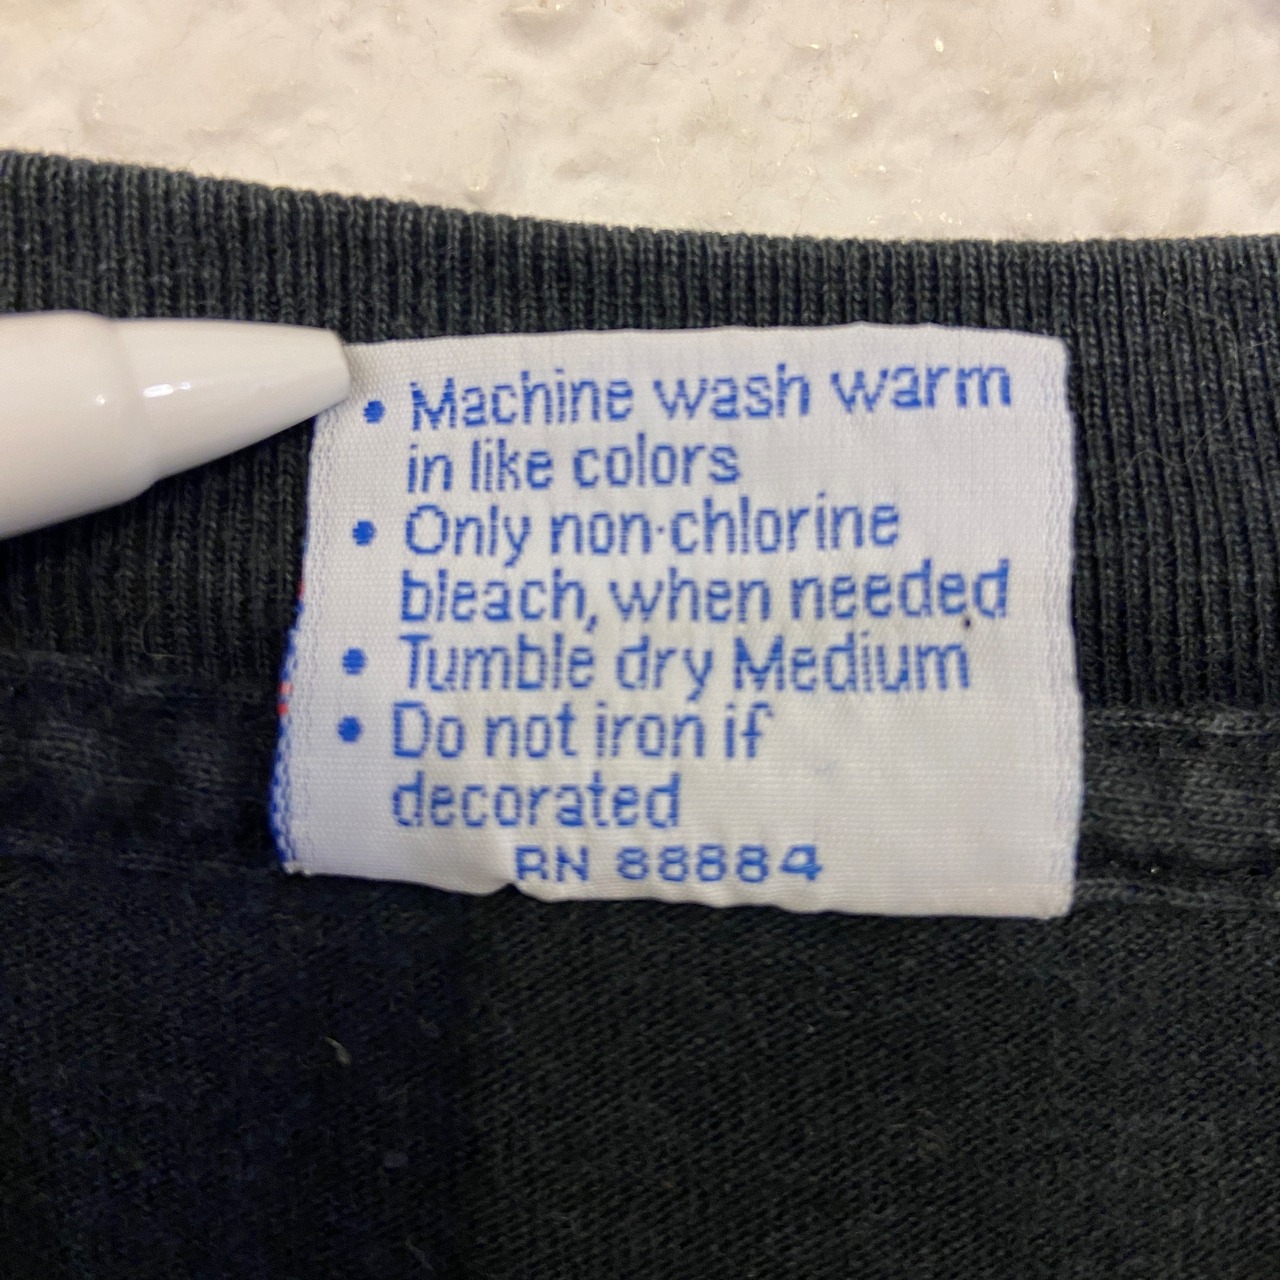 • Machine wash warm
in like colors
• Only non-chlorine
bleach, when needed
• Tumble dry Medium
• Do not iron if
decorated
RN 88884